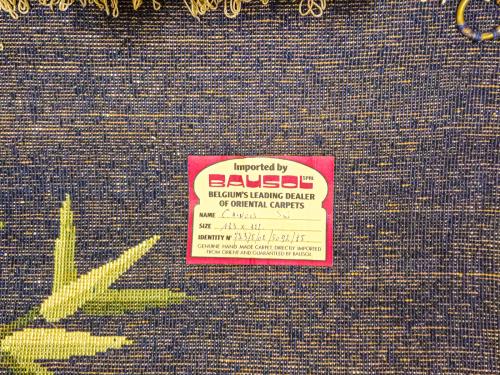 Imported by
BAUSOL SPRL
BELGIUM'S LEADING DEALER
OF ORIENTAL CARPETS
NAME
SIZE
IDENTITY Nº
GENUINE HAND MADE CARPET, DIRECTLY IMPORTED
FROM ORIENT AND GUARANTEED BY BAUSOL